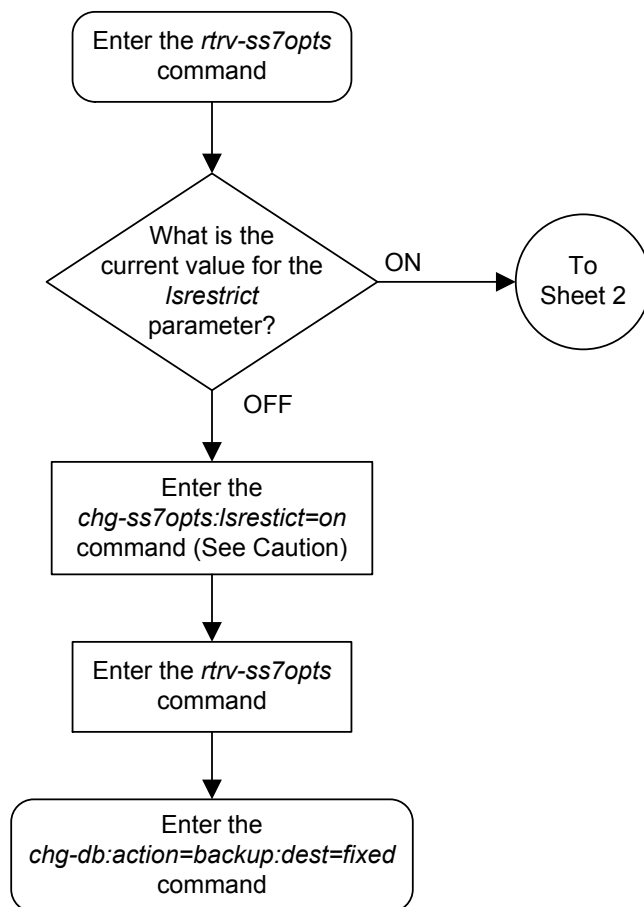 Enter the rtrv-ss7opts
command
What is the
current value for the
lsrestrict
parameter?
ON
To
Sheet 2
OFF
Enter the
chg-ss7opts:lsrestict=on
command (See Caution)
Enter the rtrv-ss7opts
command
Enter the
chg-db:action=backup:dest=fixed
command